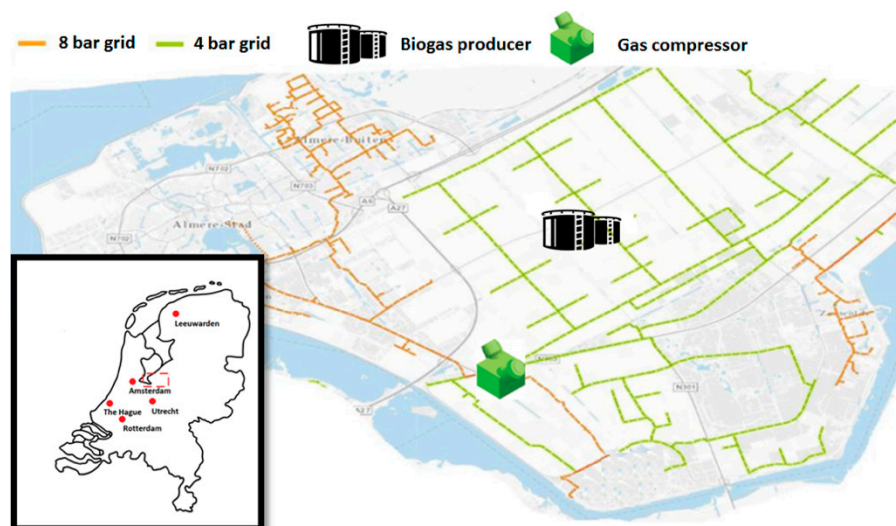 8 bar grid
4 bar grid
Biogas producer
Gas compressor
Almere-Buiten
N702
N703
A6
A27
Almere-Stad
N702
N305
Zeewolde
N301
A27
Leeuwarden
Amsterdam
The Hague
Utrecht
Rotterdam